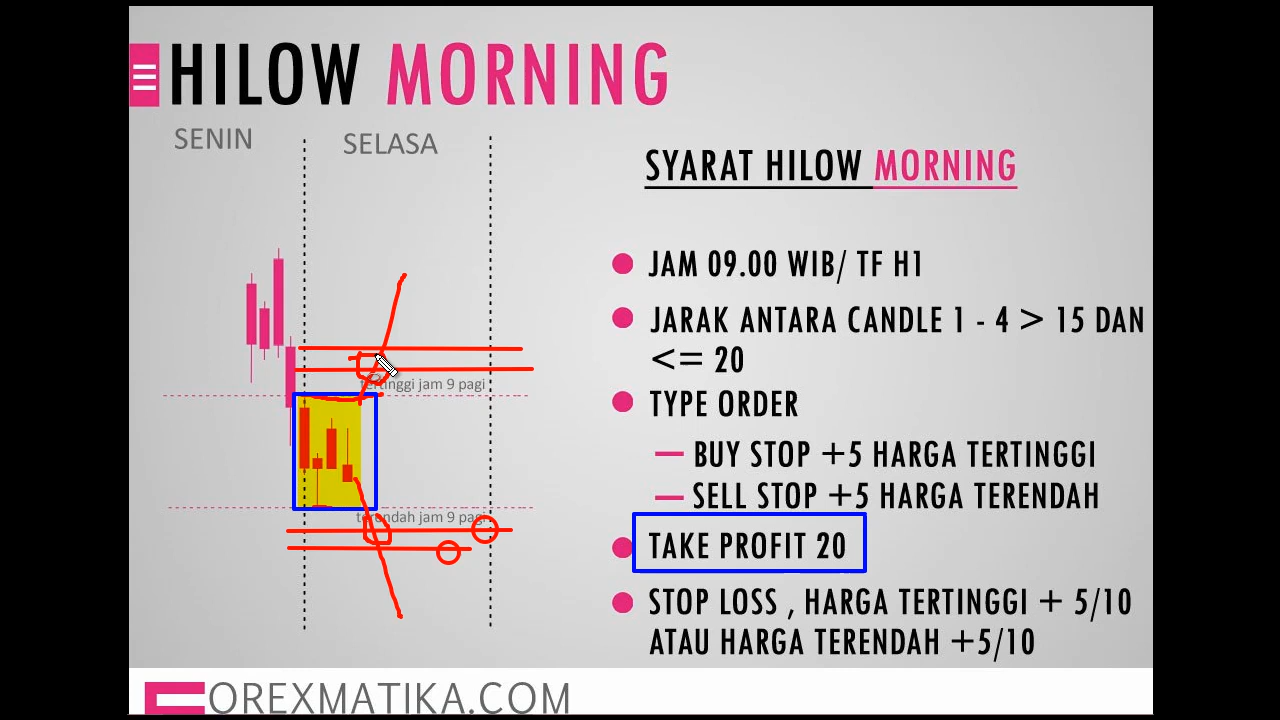 HILOW MORNING
SENIN
SELASA
tertinggi jam 9 pagi
terendah jam 9 pagi
SYARAT HILOW MORNING
JAM 09.00 WIB/ TF H1
JARAK ANTARA CANDLE 1 - 4 > 15 DAN
<= 20
TYPE ORDER
— BUY STOP +5 HARGA TERTINGGI
— SELL STOP +5 HARGA TERENDAH
TAKE PROFIT 20
STOP LOSS , HARGA TERTINGGI + 5/10
ATAU HARGA TERENDAH +5/10
FOREXMATIKA.COM